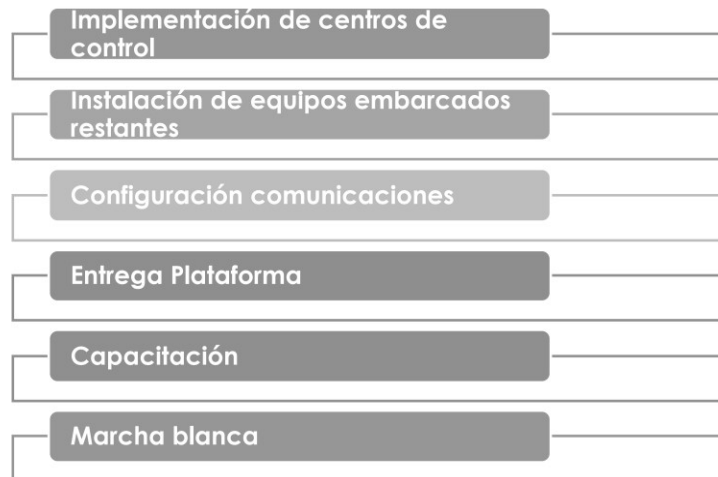 Implementación de centros de
control
Instalación de equipos embarcados
restantes
Configuración comunicaciones
Entrega Plataforma
Capacitación
Marcha blanca